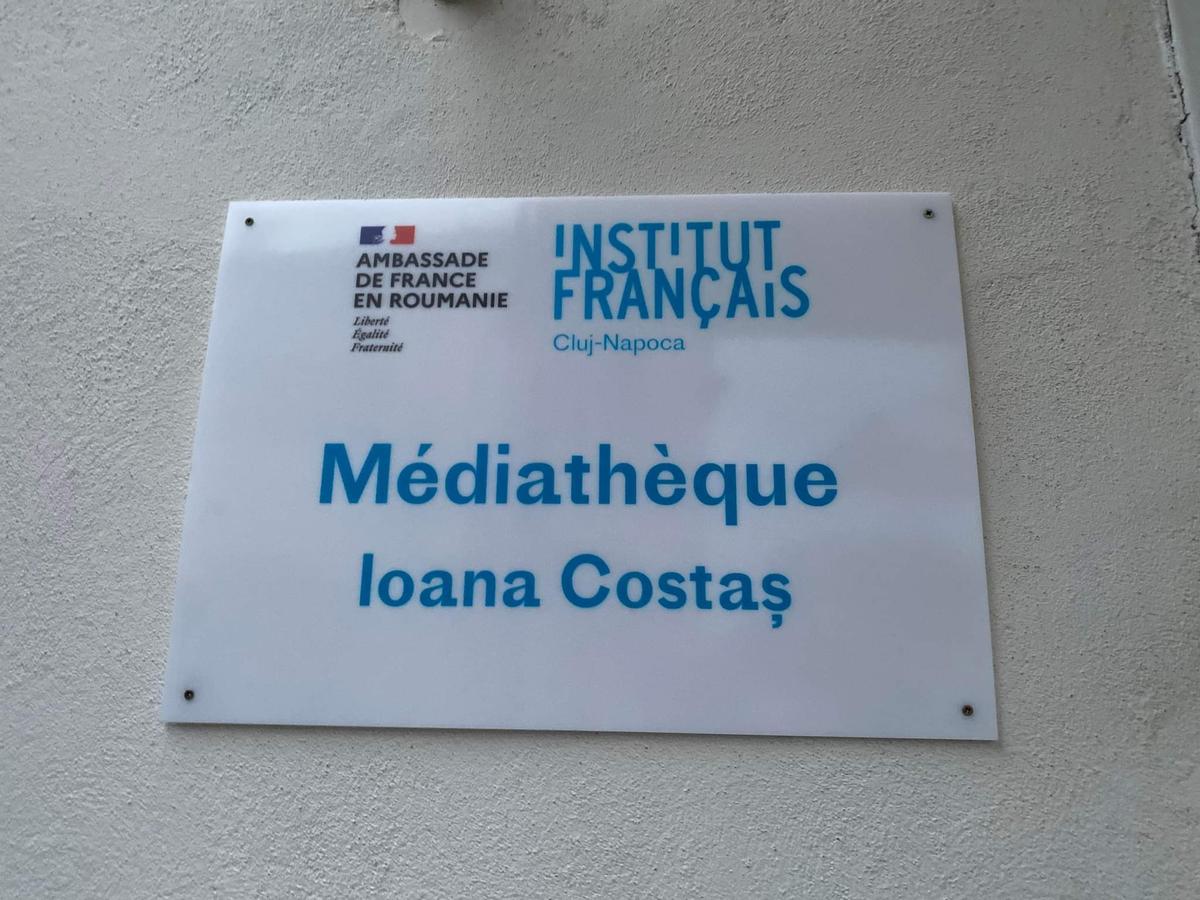 AMBASSADE
DE FRANCE
EN ROUMANIE
Liberté
Égalité
Fraternité
INSTITUT
FRANÇAIS
Cluj-Napoca
Médiathèque
Ioana Costaș